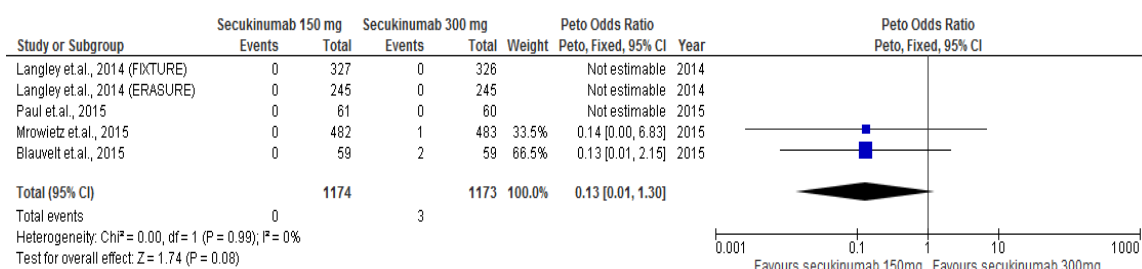 Secukinumab 150 mg Secukinumab 300 mg Peto Odds Ratio Peto Odds Ratio
Study or Subgroup Events Total Events Total Weight Peto, Fixed, 95% CI Year Peto, Fixed, 95% CI
Langley et.al., 2014 (FIXTURE) 0 327 0 326 Not estimable 2014
Langley et.al., 2014 (ERASURE) 0 245 0 245 Not estimable 2014
Paul et.al., 2015 0 61 0 60 Not estimable 2015
Mrowietz et.al., 2015 0 482 1 483 33.5% 0.14 [0.00, 6.83] 2015
Blauvelt et.al., 2015 0 59 2 59 66.5% 0.13 [0.01, 2.15] 2015
Total (95% CI) 1174 1173 100.0% 0.13 [0.01, 1.30]
Total events 0 3
Heterogeneity: Chi² = 0.00, df = 1 (P = 0.99); I² = 0%
Test for overall effect: Z = 1.74 (P = 0.08)
0.001 0.1 1 10 1000
Favours secukinumab 150mg Favours secukinumab 300mg